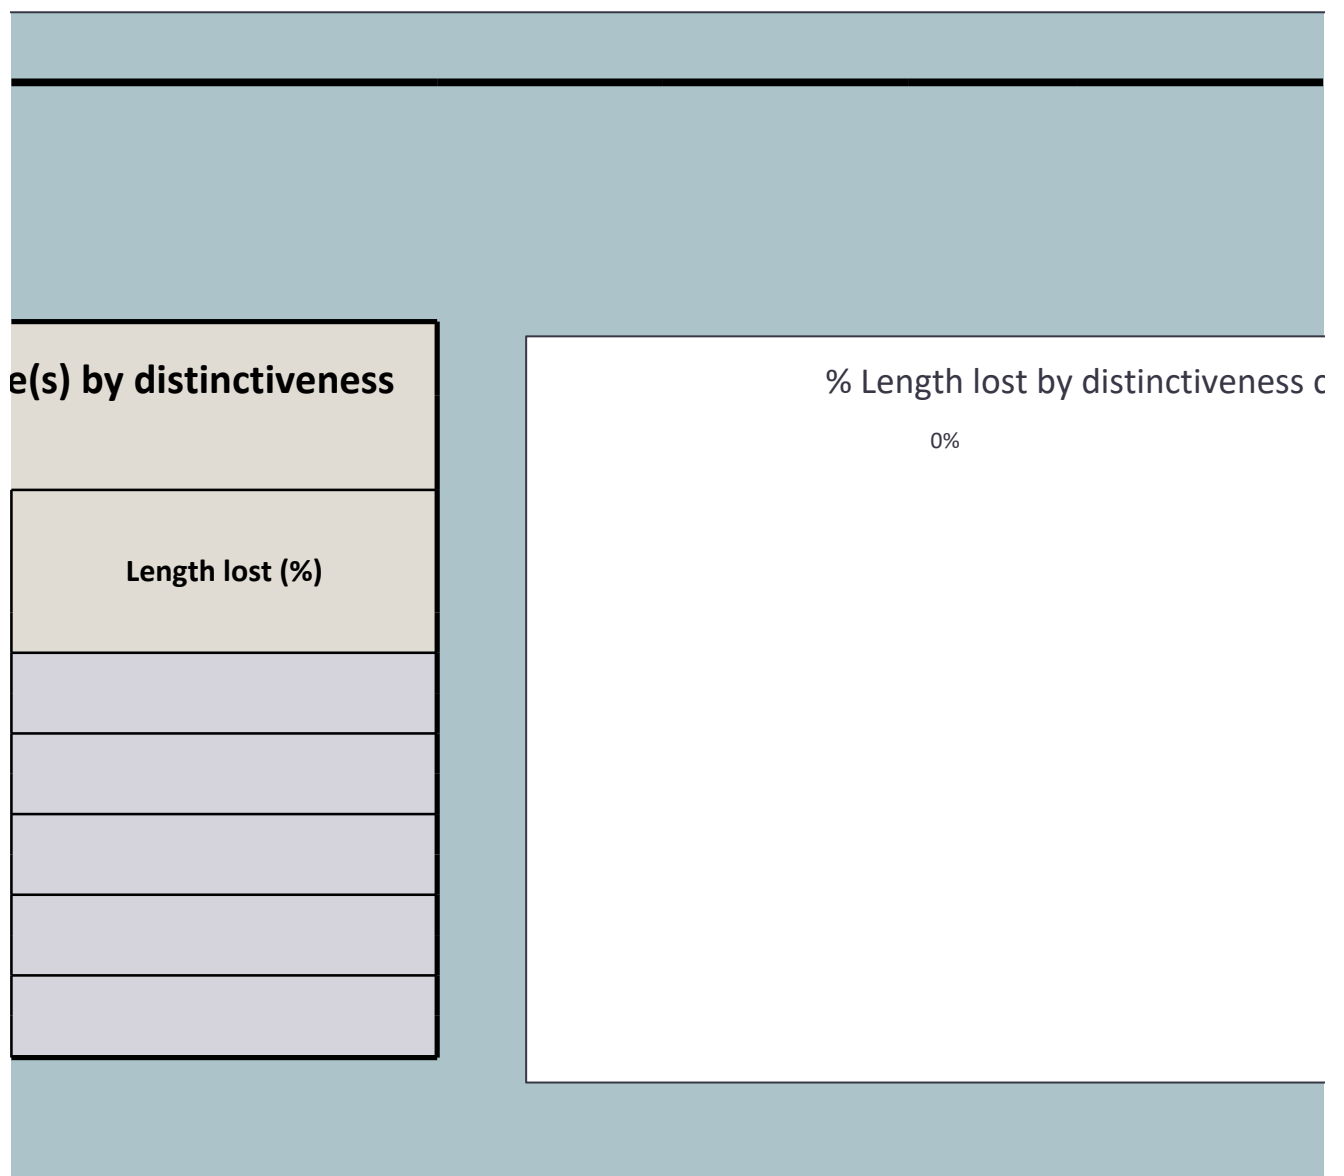 e(s) by distinctiveness
Length lost (%)
% Length lost by distinctiveness
0%